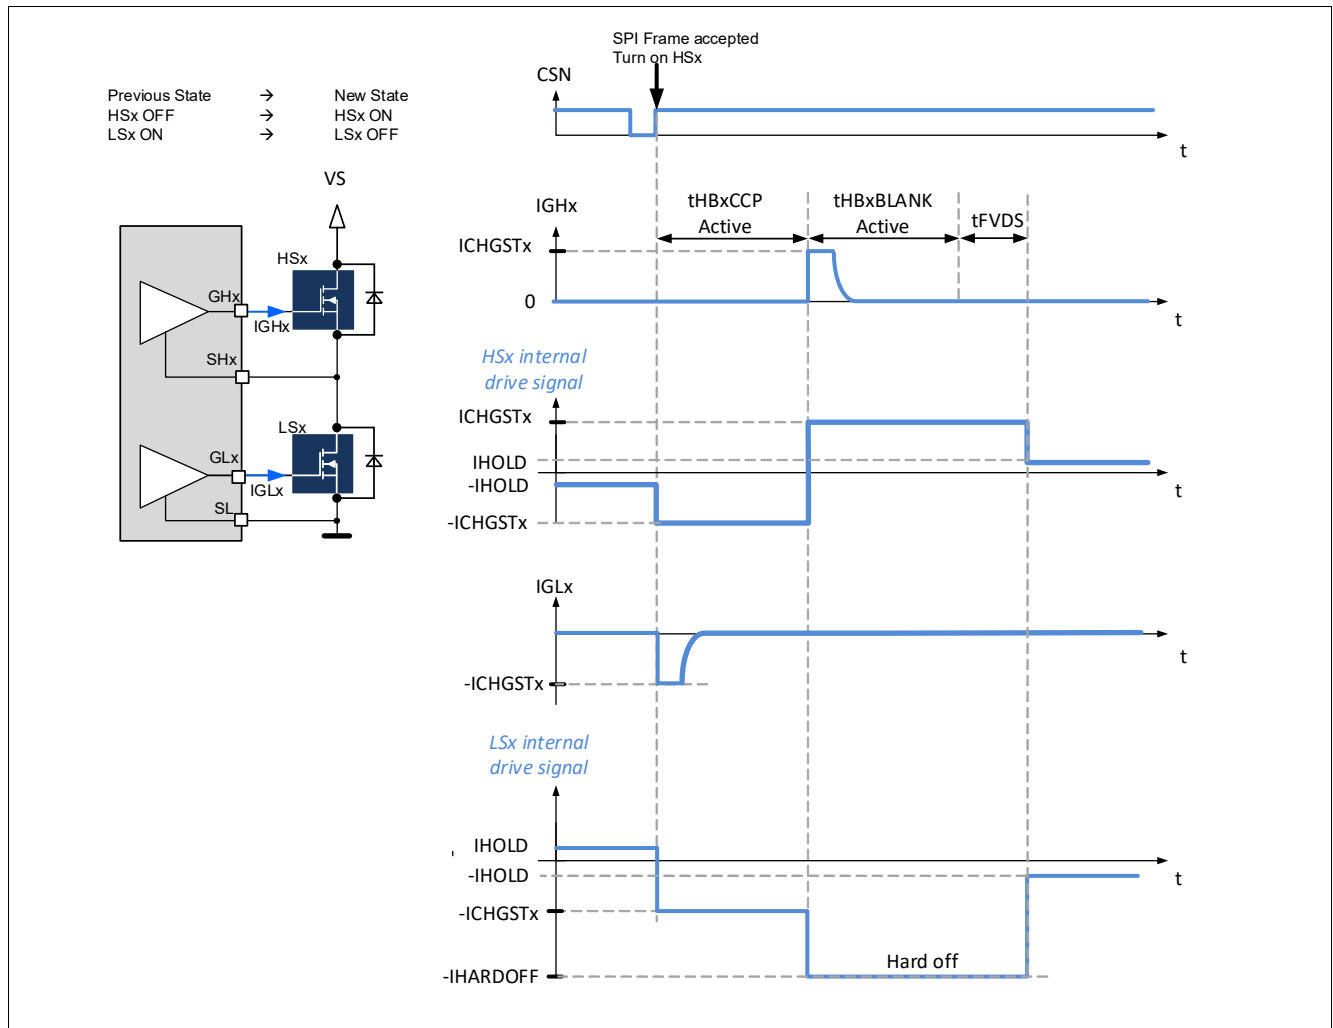 SPI Frame accepted
Turn on HSx
CSN
t
Previous State → New State
HSx OFF → HSx ON
LSx ON → LSx OFF
VS
HSx
GHx
IGHx
SHx
LSx
GLx
IGLx
SL
IGHx
tHBxCCP
Active
tHBxBLANK
Active
tFVDS
ICHGSTx
0
t
HSx internal
drive signal
ICHGSTx
IHOLD
-IHOLD
-ICHGSTx
t
IGLx
-ICHGSTx
t
LSx internal
drive signal
IHOLD
-IHOLD
-ICHGSTx
-IHARDOFF
Hard off
t